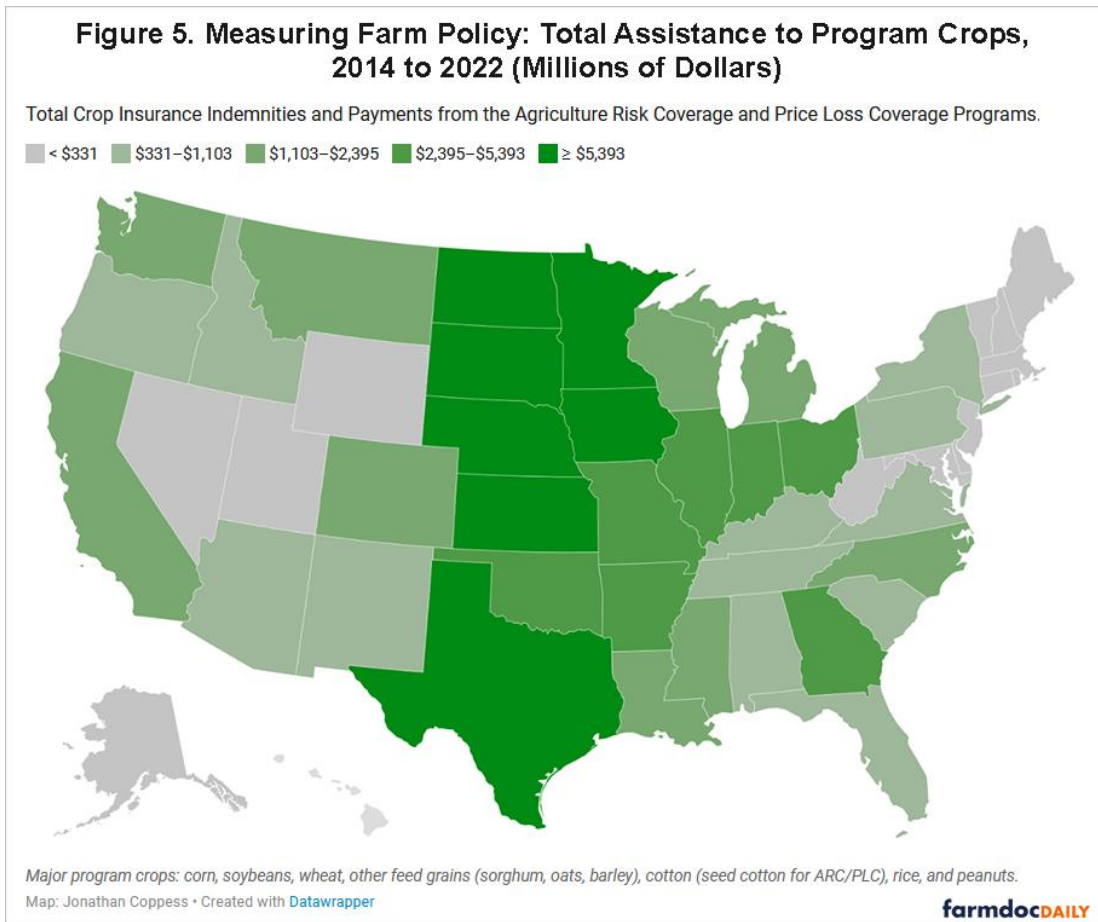 Figure 5. Measuring Farm Policy: Total Assistance to Program Crops,
2014 to 2022 (Millions of Dollars)
Total Crop Insurance Indemnities and Payments from the Agriculture Risk Coverage and Price Loss Coverage Programs.
< $331 $331–$1,103 $1,103–$2,395 $2,395–$5,393 ≥ $5,393
Major program crops: corn, soybeans, wheat, other feed grains (sorghum, oats, barley), cotton (seed cotton for ARC/PLC), rice, and peanuts.
Map: Jonathan Coppess • Created with Datawrapper
farmdocDAILY